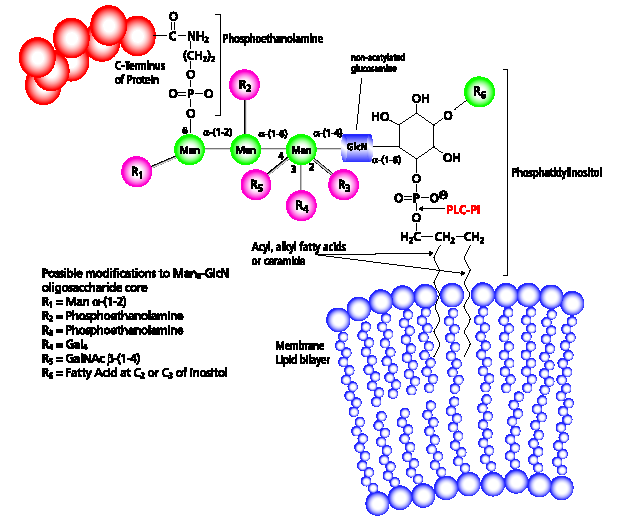 O
C
NH₂
(CH₂)₂
Phosphoethanolamine
C-Terminus
of Protein
O
O
P
O
O
R₂
non-acetylated
glucosamine
OH
HO
R₆
O
6
α-(1-2)
α-(1-6)
α-(1-4)
Man
Man
Man
GlcN
α-(1-6)
OH
OH
4
3
2
R₁
R₅
R₄
R₃
Phosphatidylinositol
O
O
P
O⊖
O
PLC-PI
H₂C
CH₂
CH₂
Acyl, alkyl fatty acids
or ceramide
Possible modifications to Man₃-GlcN
oligosaccharide core
R₁ = Man α-(1-2)
R₂ = Phosphoethanolamine
R₃ = Phosphoethanolamine
R₄ = Gal₄
R₅ = GalNAc β-(1-4)
R₆ = Fatty Acid at C₂ or C₃ of Inositol
Membrane
Lipid bilayer